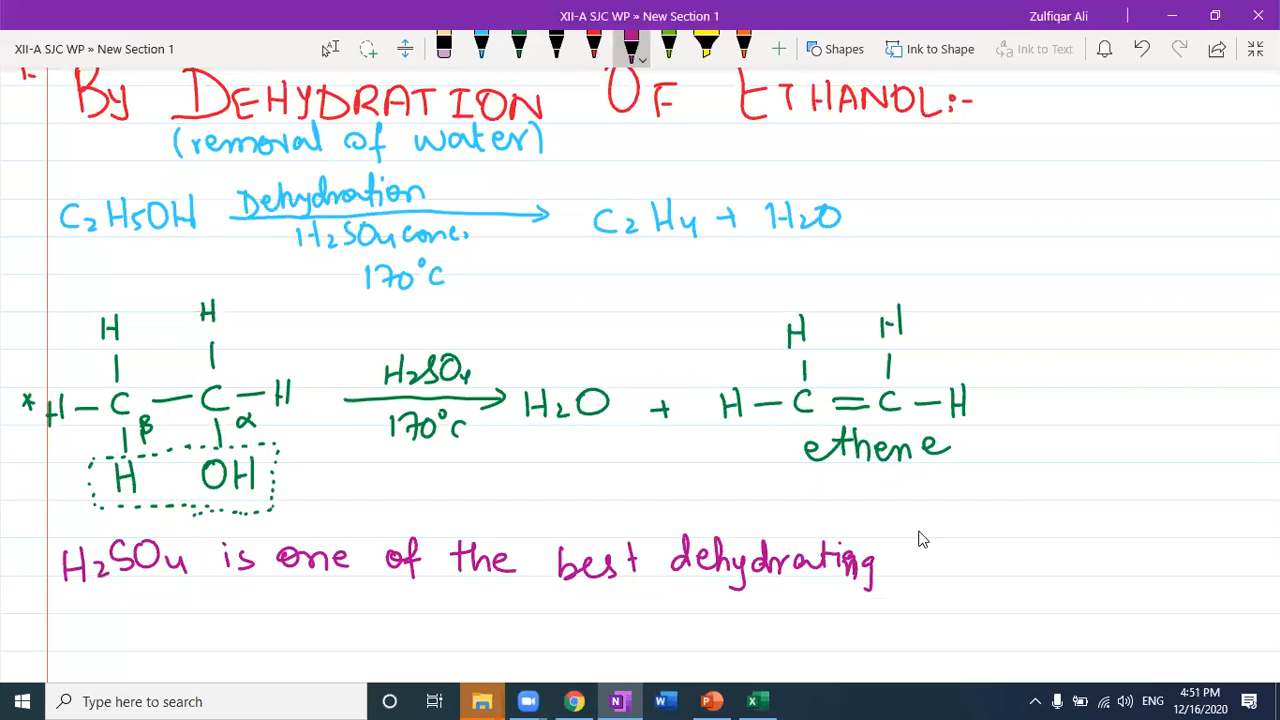 XII-A SJC WP » New Section 1
Zulfiqar Ali
XII-A SJC WP » New Section 1
Shapes
Ink to Shape
Ink to Text
1.
By DEHYDRATION OF ETHANOL:-
(removal of water)
C2H5OH Dehydration C2H4 + H2O
H2SO4 conc.
170°C
H H H H
H2SO4
* H – C – C – H H2O + H – C = C – H
170°C
β α ethene
H OH
H2SO4 is one of the best dehydrating
Type here to search
ENG
4:51 PM
12/16/2020